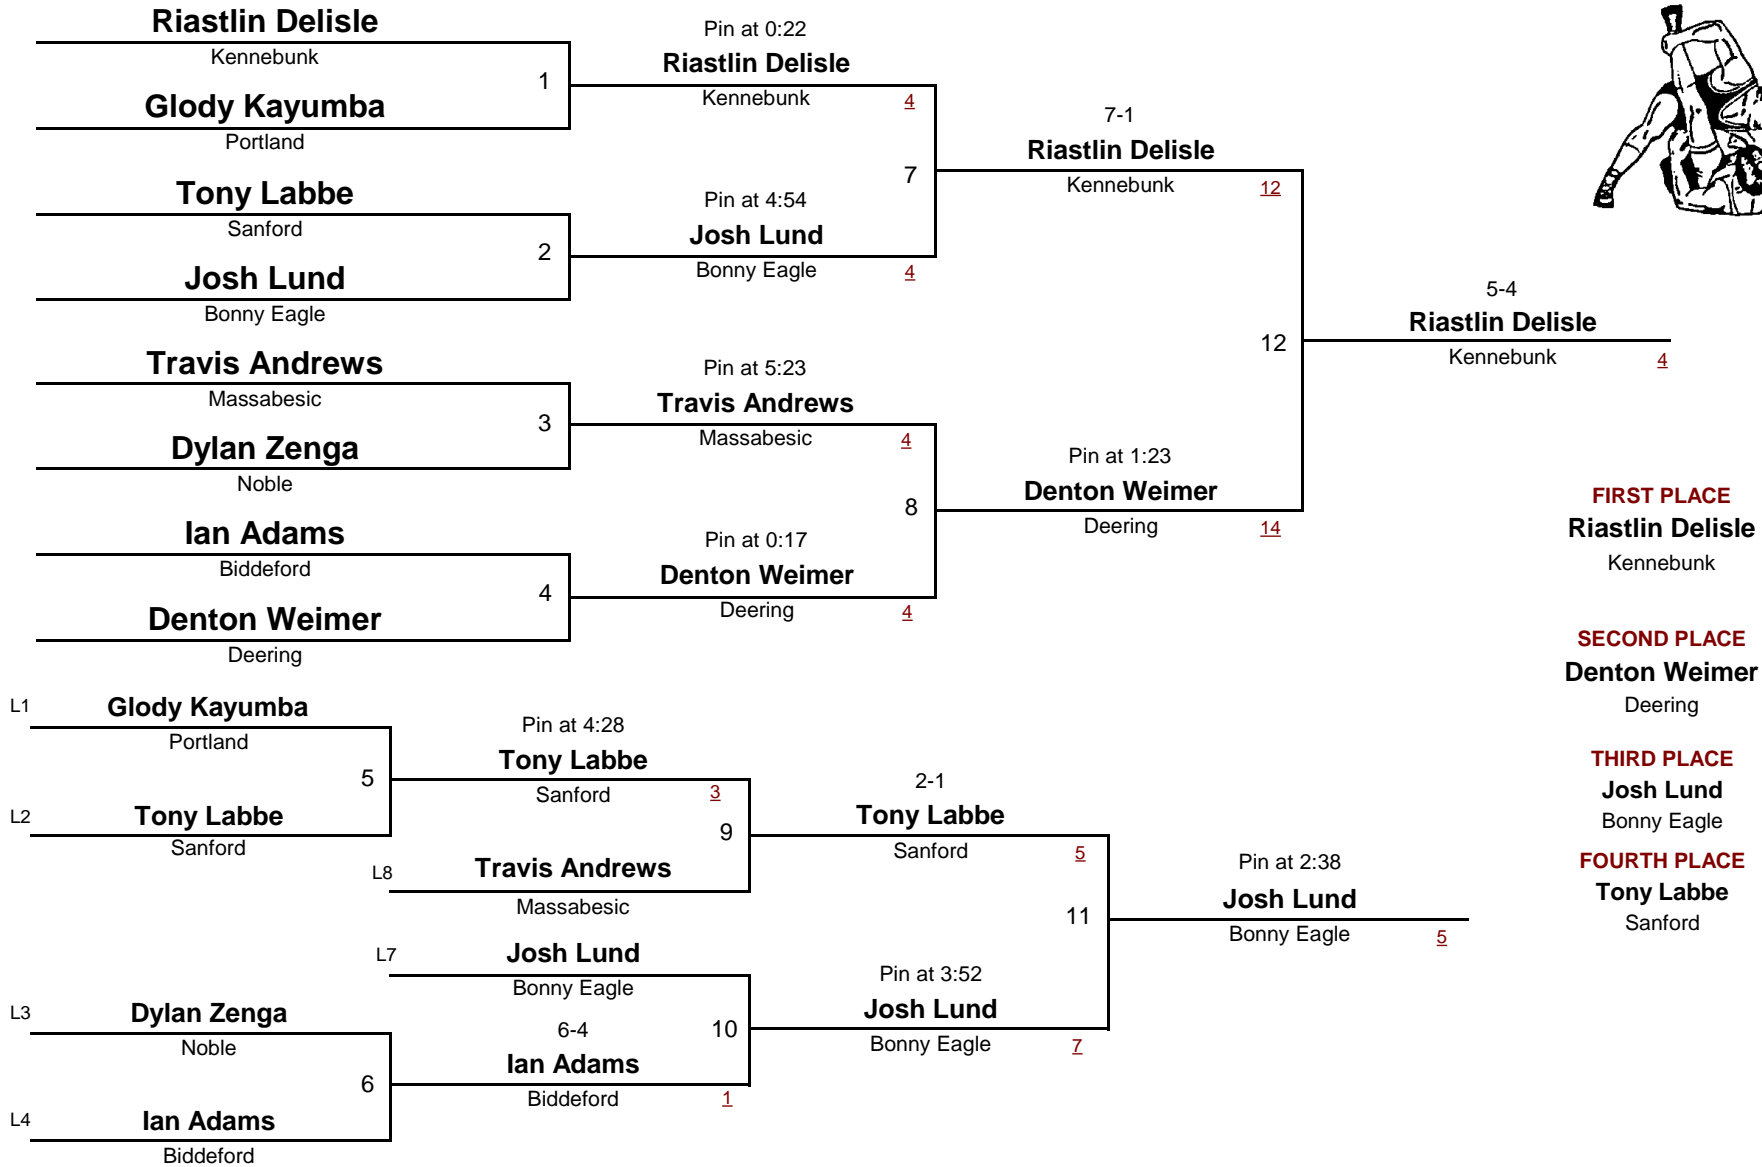 Riastlin Delisle
Kennebunk
1
Glody Kayumba
Portland
Pin at 0:22
Riastlin Delisle
Kennebunk
4
Tony Labbe
Sanford
2
Josh Lund
Bonny Eagle
Pin at 4:54
Josh Lund
Bonny Eagle
4
7
7-1
Riastlin Delisle
Kennebunk
12
Travis Andrews
Massabesic
3
Dylan Zenga
Noble
Pin at 5:23
Travis Andrews
Massabesic
4
Ian Adams
Biddeford
4
Denton Weimer
Deering
Pin at 0:17
Denton Weimer
Deering
4
8
Pin at 1:23
Denton Weimer
Deering
14
12
5-4
Riastlin Delisle
Kennebunk
4
FIRST PLACE
Riastlin Delisle
Kennebunk
SECOND PLACE
Denton Weimer
Deering
THIRD PLACE
Josh Lund
Bonny Eagle
FOURTH PLACE
Tony Labbe
Sanford
L1
Glody Kayumba
Portland
5
L2
Tony Labbe
Sanford
Pin at 4:28
Tony Labbe
Sanford
3
9
L8
Travis Andrews
Massabesic
2-1
Tony Labbe
Sanford
5
L7
Josh Lund
Bonny Eagle
L3
Dylan Zenga
Noble
6
L4
Ian Adams
Biddeford
6-4
Ian Adams
Biddeford
1
10
Pin at 3:52
Josh Lund
Bonny Eagle
7
11
Pin at 2:38
Josh Lund
Bonny Eagle
5